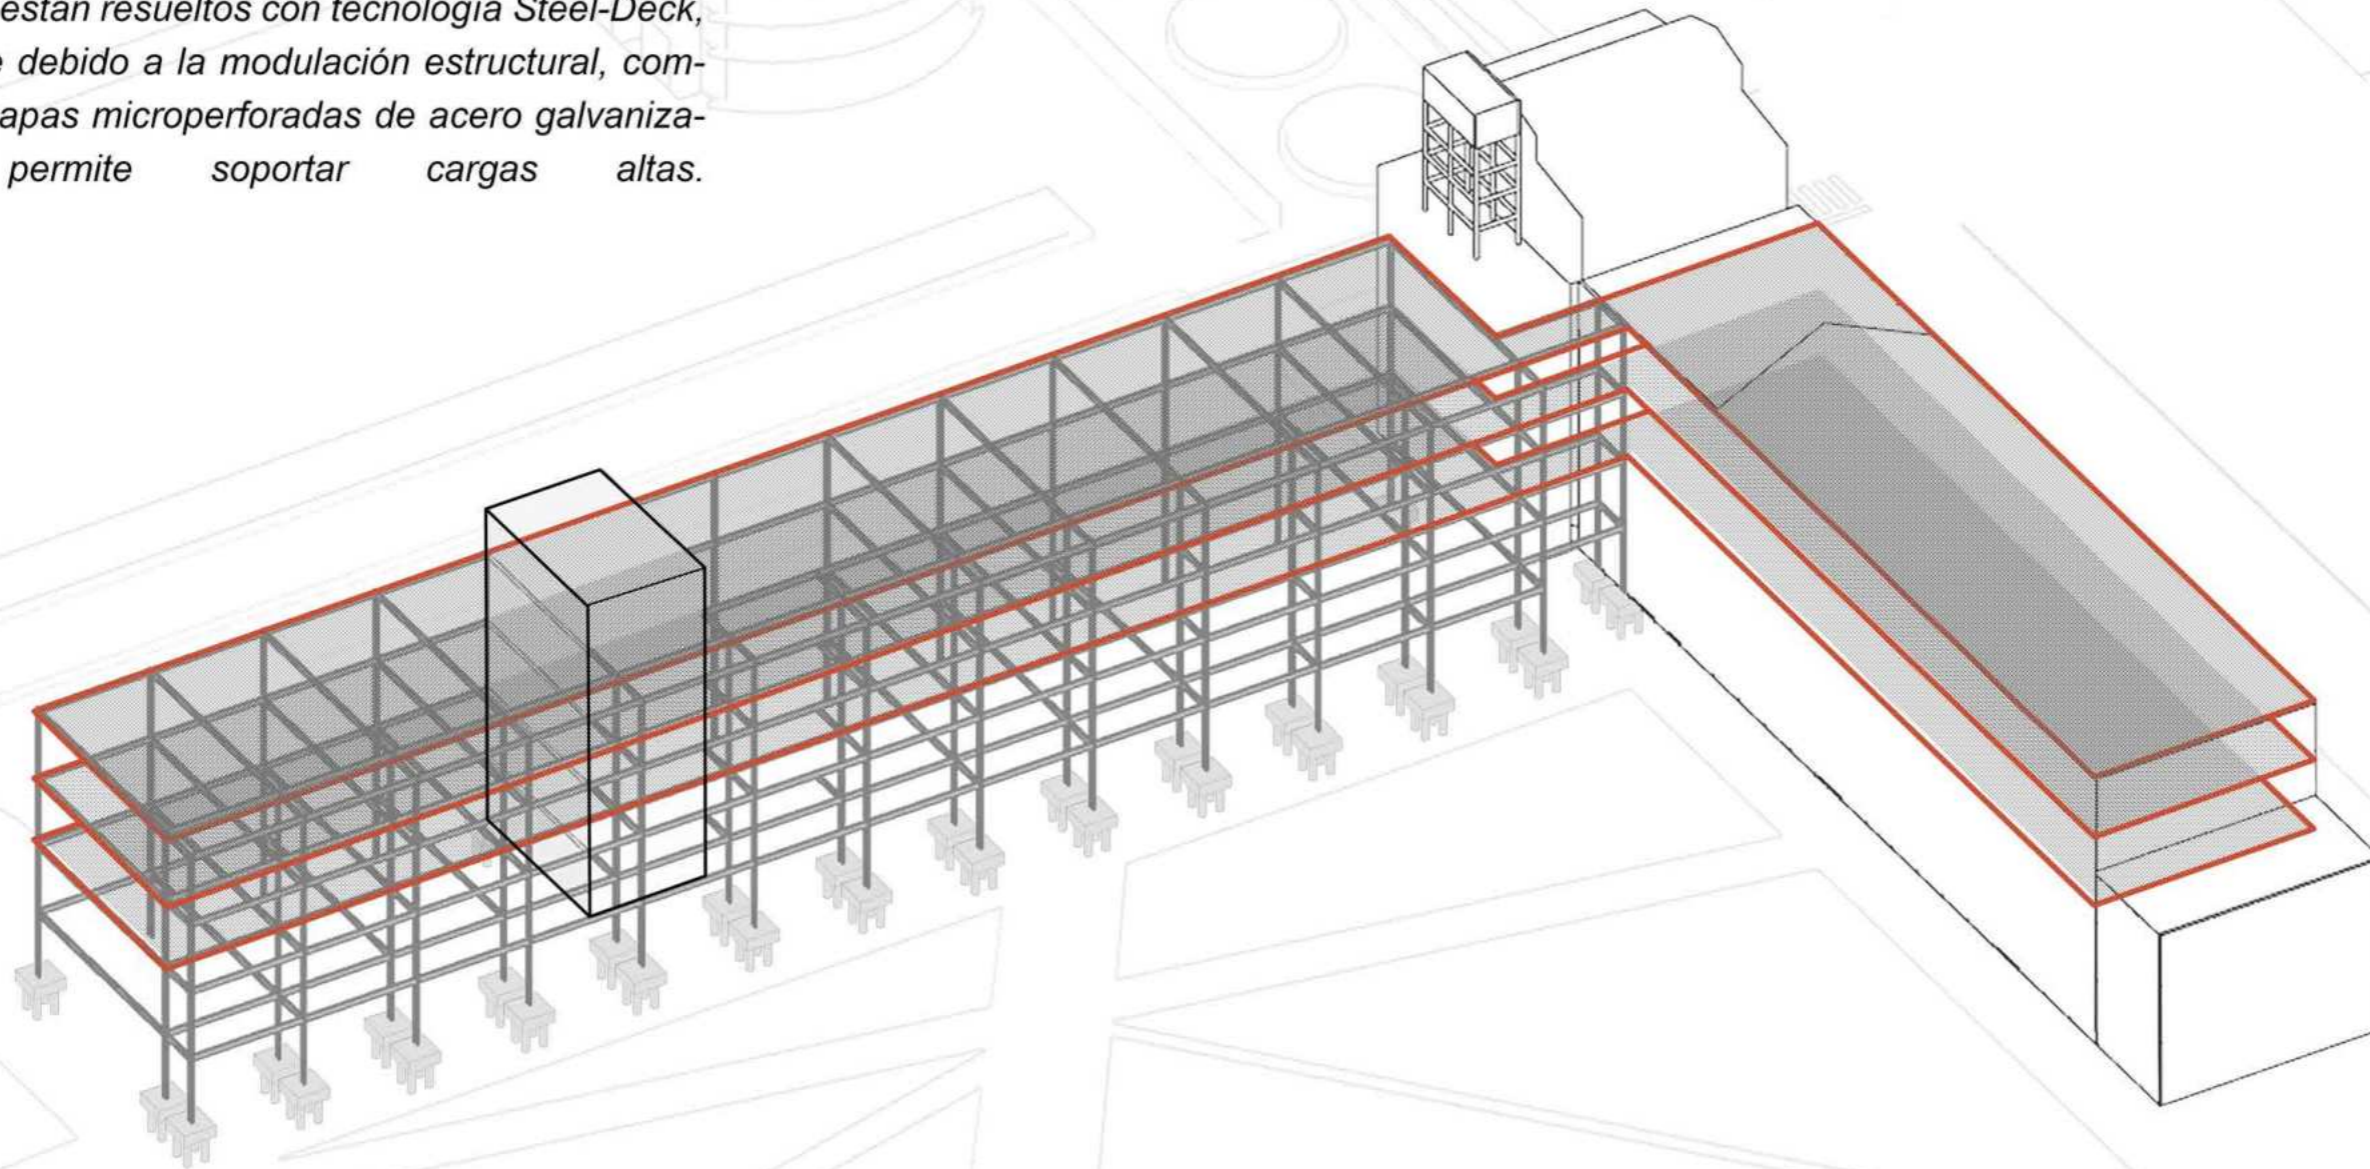 están resueltos con tecnología Steel-Deck,
debido a la modulación estructural, com-
apas microperforadas de acero galvaniza-
permite soportar cargas altas.